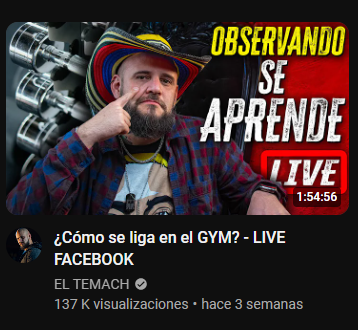 OBSERVANDO
SE
APRENDE
LIVE
1:54:56
¿Cómo se liga en el GYM? - LIVE
FACEBOOK
EL TEMACH
137 K visualizaciones • hace 3 semanas